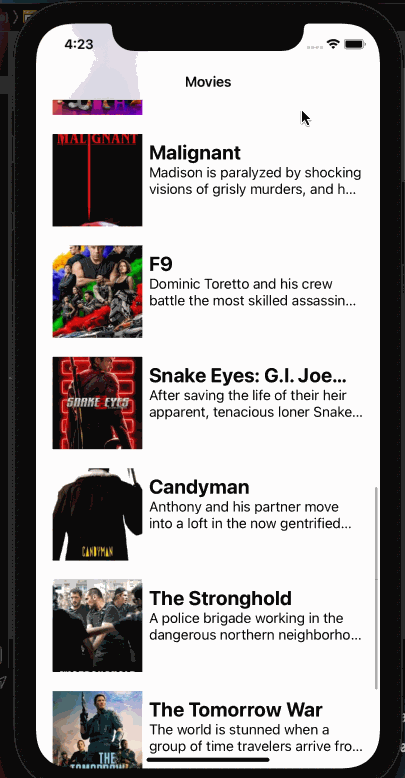 4:23
Movies
MALIGNANT
Malignant
Madison is paralyzed by shocking
visions of grisly murders, and h...
F9
Dominic Toretto and his crew
battle the most skilled assassin...
SNAKE EYES
Snake Eyes: G.I. Joe...
After saving the life of their heir
apparent, tenacious loner Snake...
CANDYMAN
Candyman
Anthony and his partner move
into a loft in the now gentrified...
The Stronghold
A police brigade working in the
dangerous northern neighborho...
THE
TOMORROW
The Tomorrow War
The world is stunned when a
group of time travelers arrive fro...